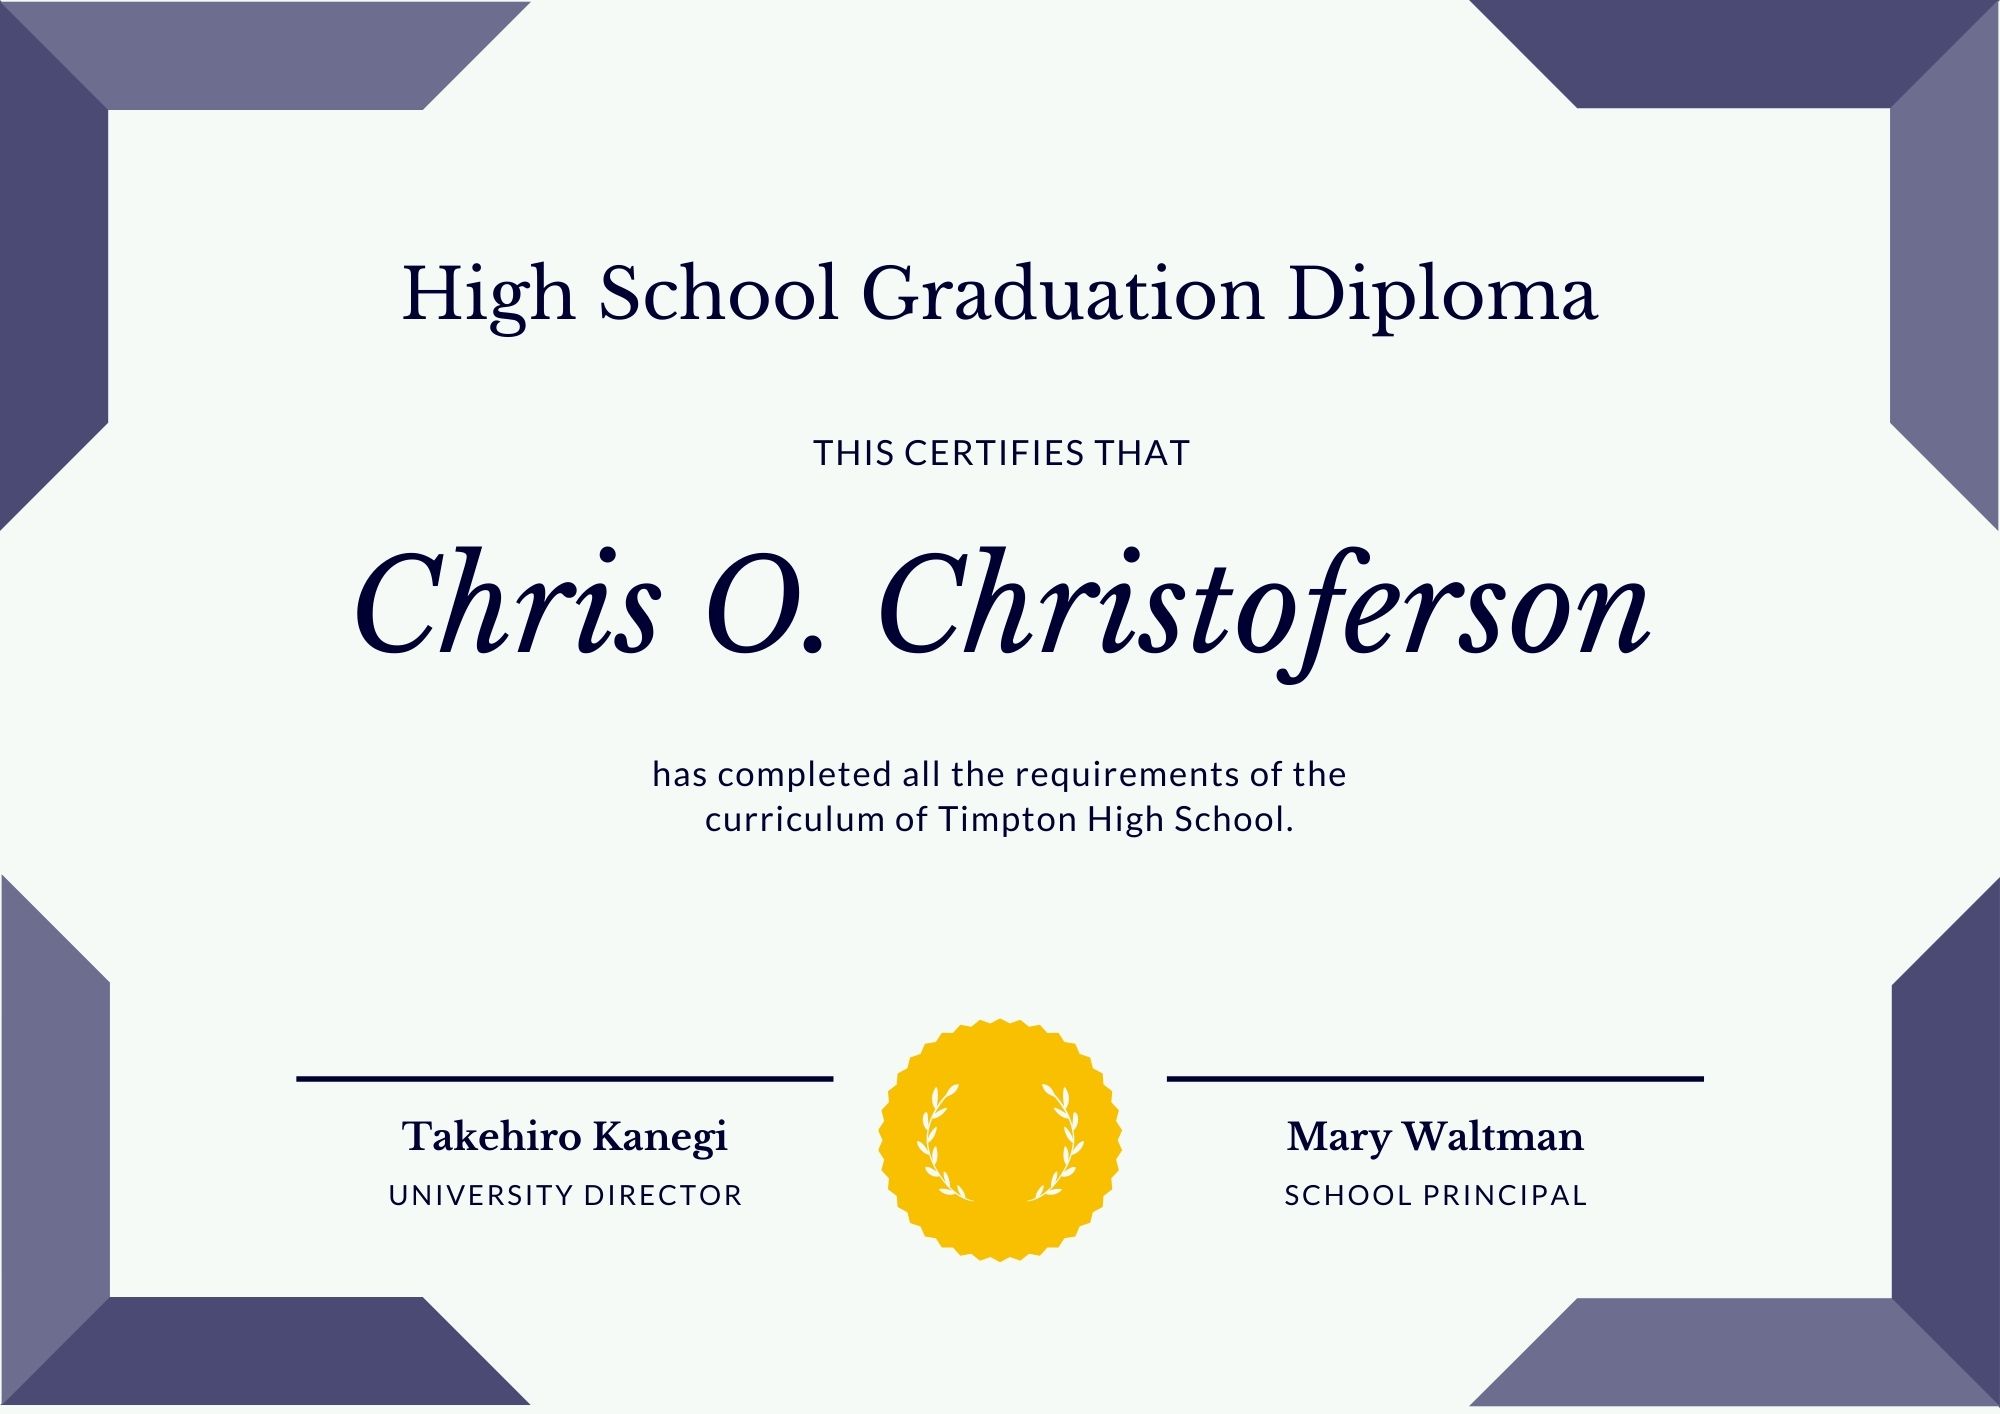 High School Graduation Diploma
THIS CERTIFIES THAT
Chris O. Christoferson
has completed all the requirements of the
curriculum of Timpton High School.
Takehiro Kanegi
UNIVERSITY DIRECTOR
Mary Waltman
SCHOOL PRINCIPAL